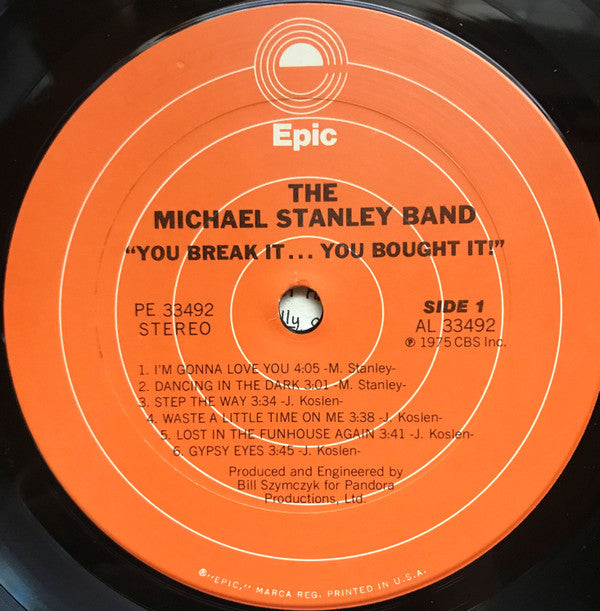 Epic
THE
MICHAEL STANLEY BAND
"YOU BREAK IT... YOU BOUGHT IT!"
PE 33492
STEREO
SIDE 1
AL 33492
℗ 1975 CBS Inc.
1. I'M GONNA LOVE YOU 4:05 -M. Stanley-
2. DANCING IN THE DARK 3:01 -M. Stanley-
3. STEP THE WAY 3:34 -J. Koslen-
4. WASTE A LITTLE TIME ON ME 3:38 -J. Koslen-
5. LOST IN THE FUNHOUSE AGAIN 3:41 -J. Koslen-
6. GYPSY EYES 3:45 -J. Koslen-
Produced and Engineered by
Bill Szymczyk for Pandora
Productions, Ltd.
®"EPIC," MARCA REG. PRINTED IN U.S.A.